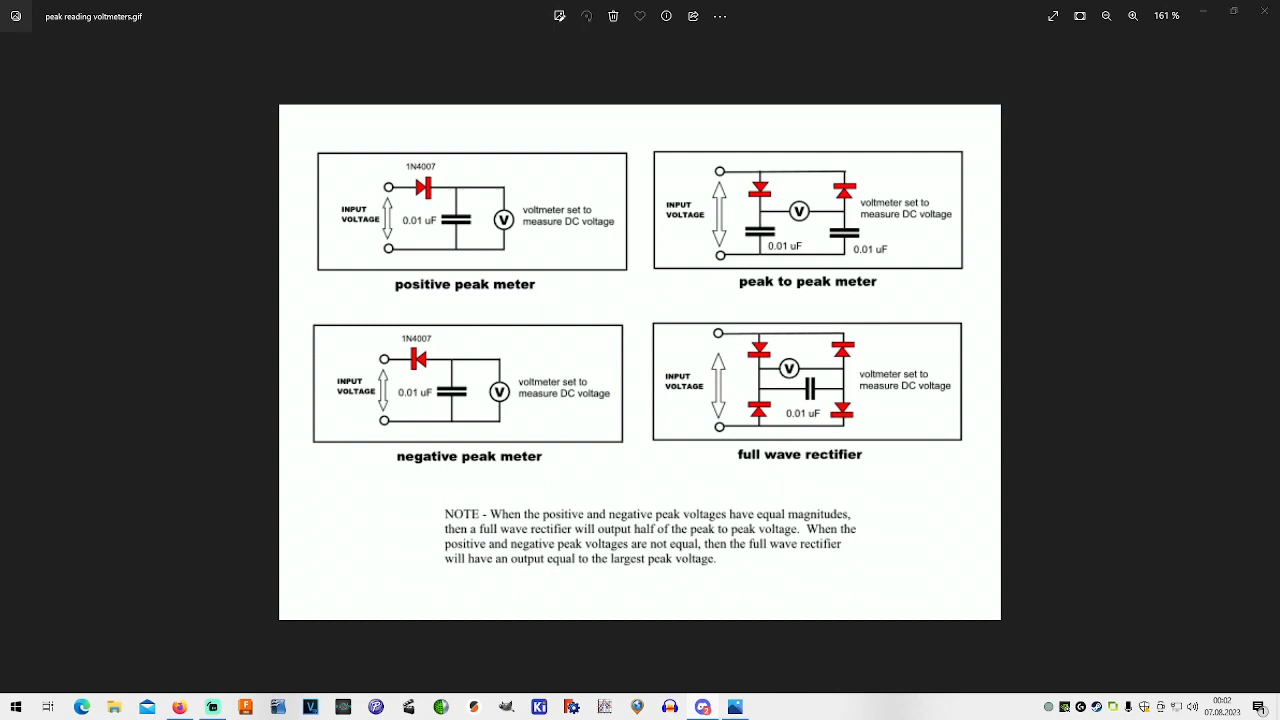 peak reading voltmeters.gif
161 %
1N4007
INPUT
VOLTAGE
0.01 uF
V
voltmeter set to
measure DC voltage
positive peak meter
INPUT
VOLTAGE
V
voltmeter set to
measure DC voltage
0.01 uF
0.01 uF
peak to peak meter
1N4007
INPUT
VOLTAGE
0.01 uF
V
voltmeter set to
measure DC voltage
negative peak meter
INPUT
VOLTAGE
V
voltmeter set to
measure DC voltage
0.01 uF
full wave rectifier
NOTE - When the positive and negative peak voltages have equal magnitudes,
then a full wave rectifier will output half of the peak to peak voltage.  When the
positive and negative peak voltages are not equal, then the full wave rectifier
will have an output equal to the largest peak voltage.
00:02
07.09.2023